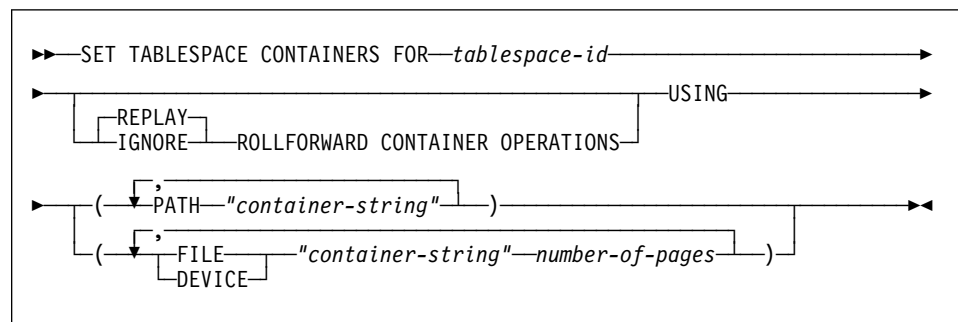 SET TABLESPACE CONTAINERS FOR tablespace-id
USING
REPLAY
IGNORE ROLLFORWARD CONTAINER OPERATIONS
,
( PATH "container-string" )
,
( FILE "container-string" number-of-pages )
DEVICE